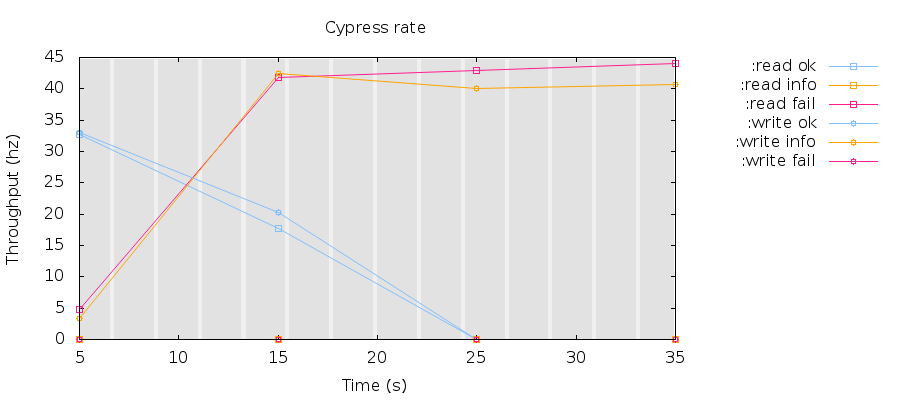 Cypress rate
Throughput (hz)
45
40
35
30
25
20
15
10
5
0
5 10 15 20 25 30 35
Time (s)
:read ok
:read info
:read fail
:write ok
:write info
:write fail